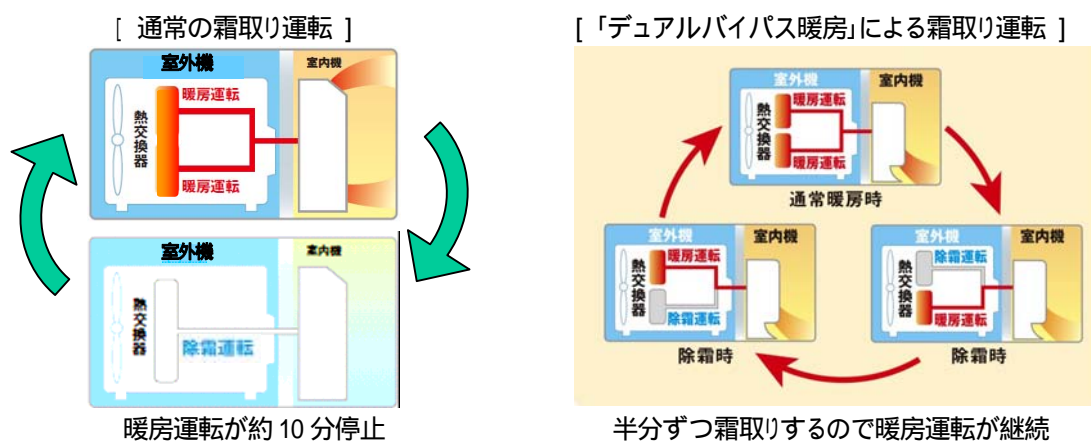 [ 通常の霜取り運転 ]
室外機
室内機
暖房運転
熱交換器
暖房運転
室外機
室内機
熱交換器
除霜運転
暖房運転が約 10 分停止
[ 「デュアルバイパス暖房」による霜取り運転 ]
室外機
室内機
暖房運転
熱交換器
暖房運転
通常暖房時
室外機
室内機
暖房運転
熱交換器
除霜運転
除霜時
室外機
室内機
除霜運転
熱交換器
暖房運転
除霜時
半分ずつ霜取りするので暖房運転が継続